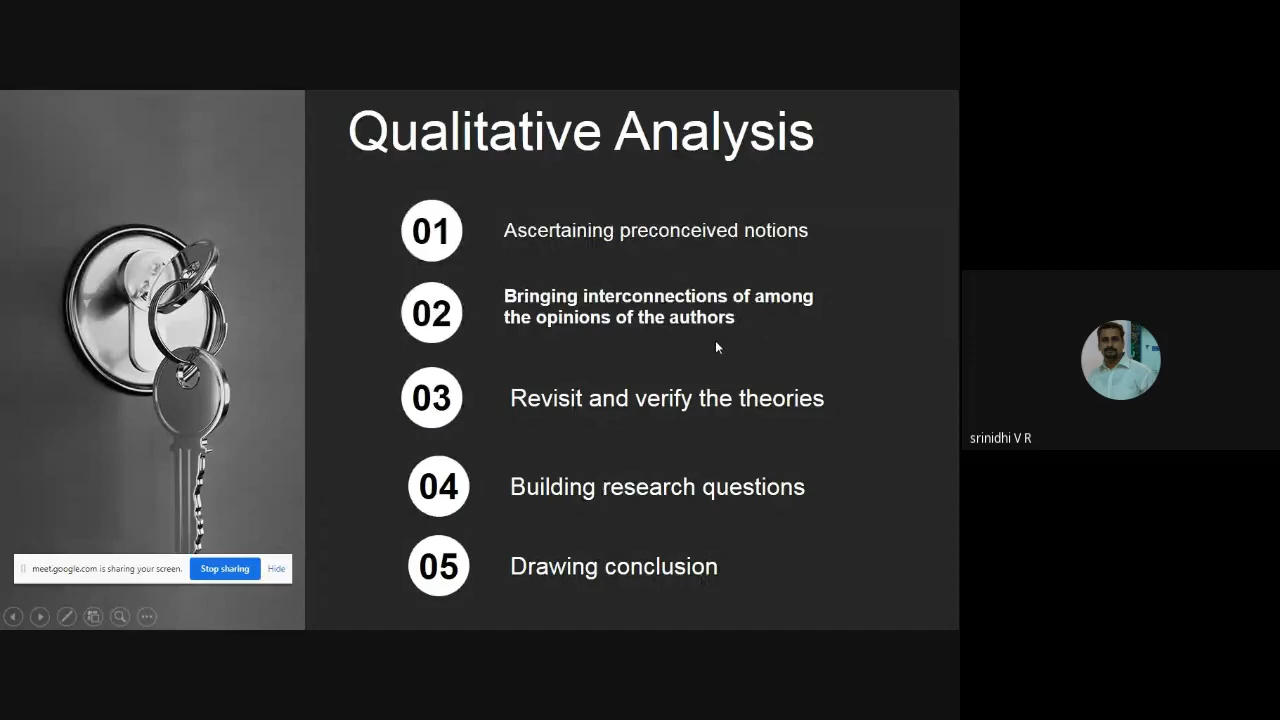 Qualitative Analysis
01
Ascertaining preconceived notions
02
Bringing interconnections of among
the opinions of the authors
03
Revisit and verify the theories
04
Building research questions
05
Drawing conclusion
meet.google.com is sharing your screen.
Stop sharing
Hide
srinidhi V R